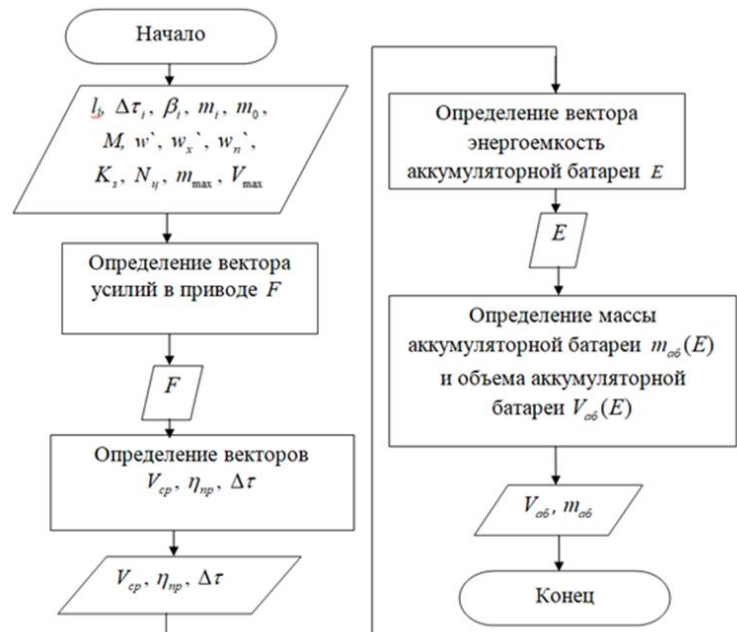 Начало
l_i, Δτ_i, β_i, m_i, m_0,
M, w`, w_x`, w_n`,
K_з, N_ц, m_max, V_max
Определение вектора
усилий в приводе F
F
Определение векторов
V_ср, η_пр, Δτ
V_ср, η_пр, Δτ
Определение вектора
энергоемкость
аккумуляторной батареи E
E
Определение массы
аккумуляторной батареи m_аб(E)
и объема аккумуляторной
батареи V_аб(E)
V_аб, m_аб
Конец